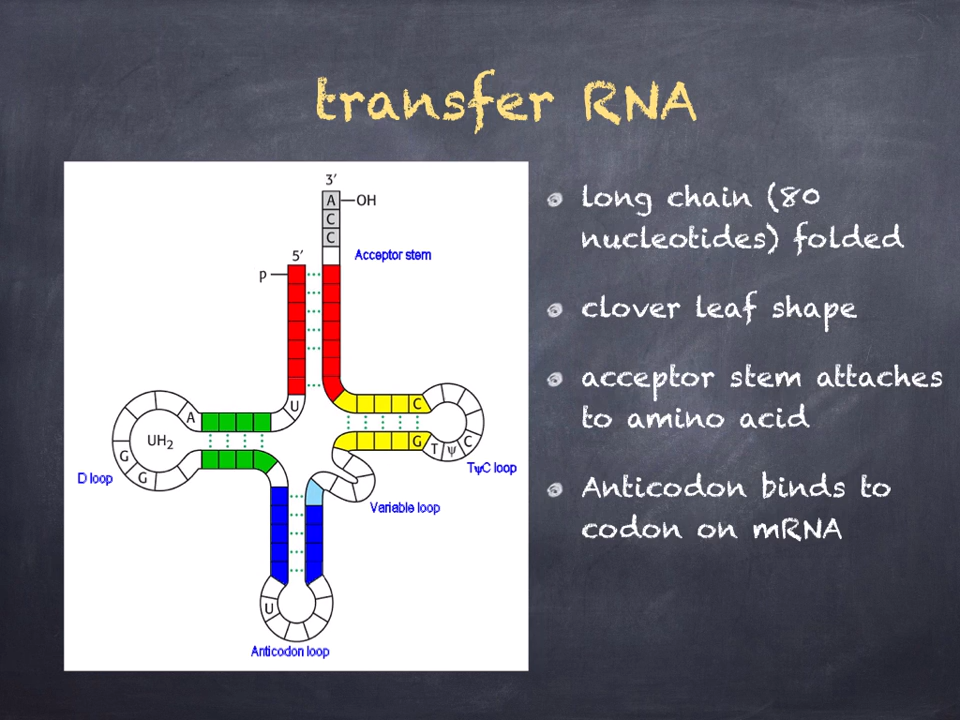 transfer RNA
3′
A
OH
C
C
5′
Acceptor stem
p
long chain (80
nucleotides) folded
clover leaf shape
acceptor stem attaches
to amino acid
Anticodon binds to
codon on mRNA
U
C
A
UH₂
G
G
D loop
G
T
Ψ
C
TψC loop
Variable loop
U
Anticodon loop